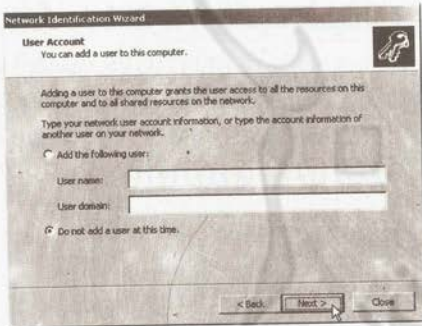 Network Identification Wizard
User Account
You can add a user to this computer.
Adding a user to this computer grants the user access to all the resources on this
computer and to all shared resources on the network.
Type your network user account information, or type the account information of
another user on your network.
Add the following user:
User name:
User domain:
Do not add a user at this time.
< Back Next > Close